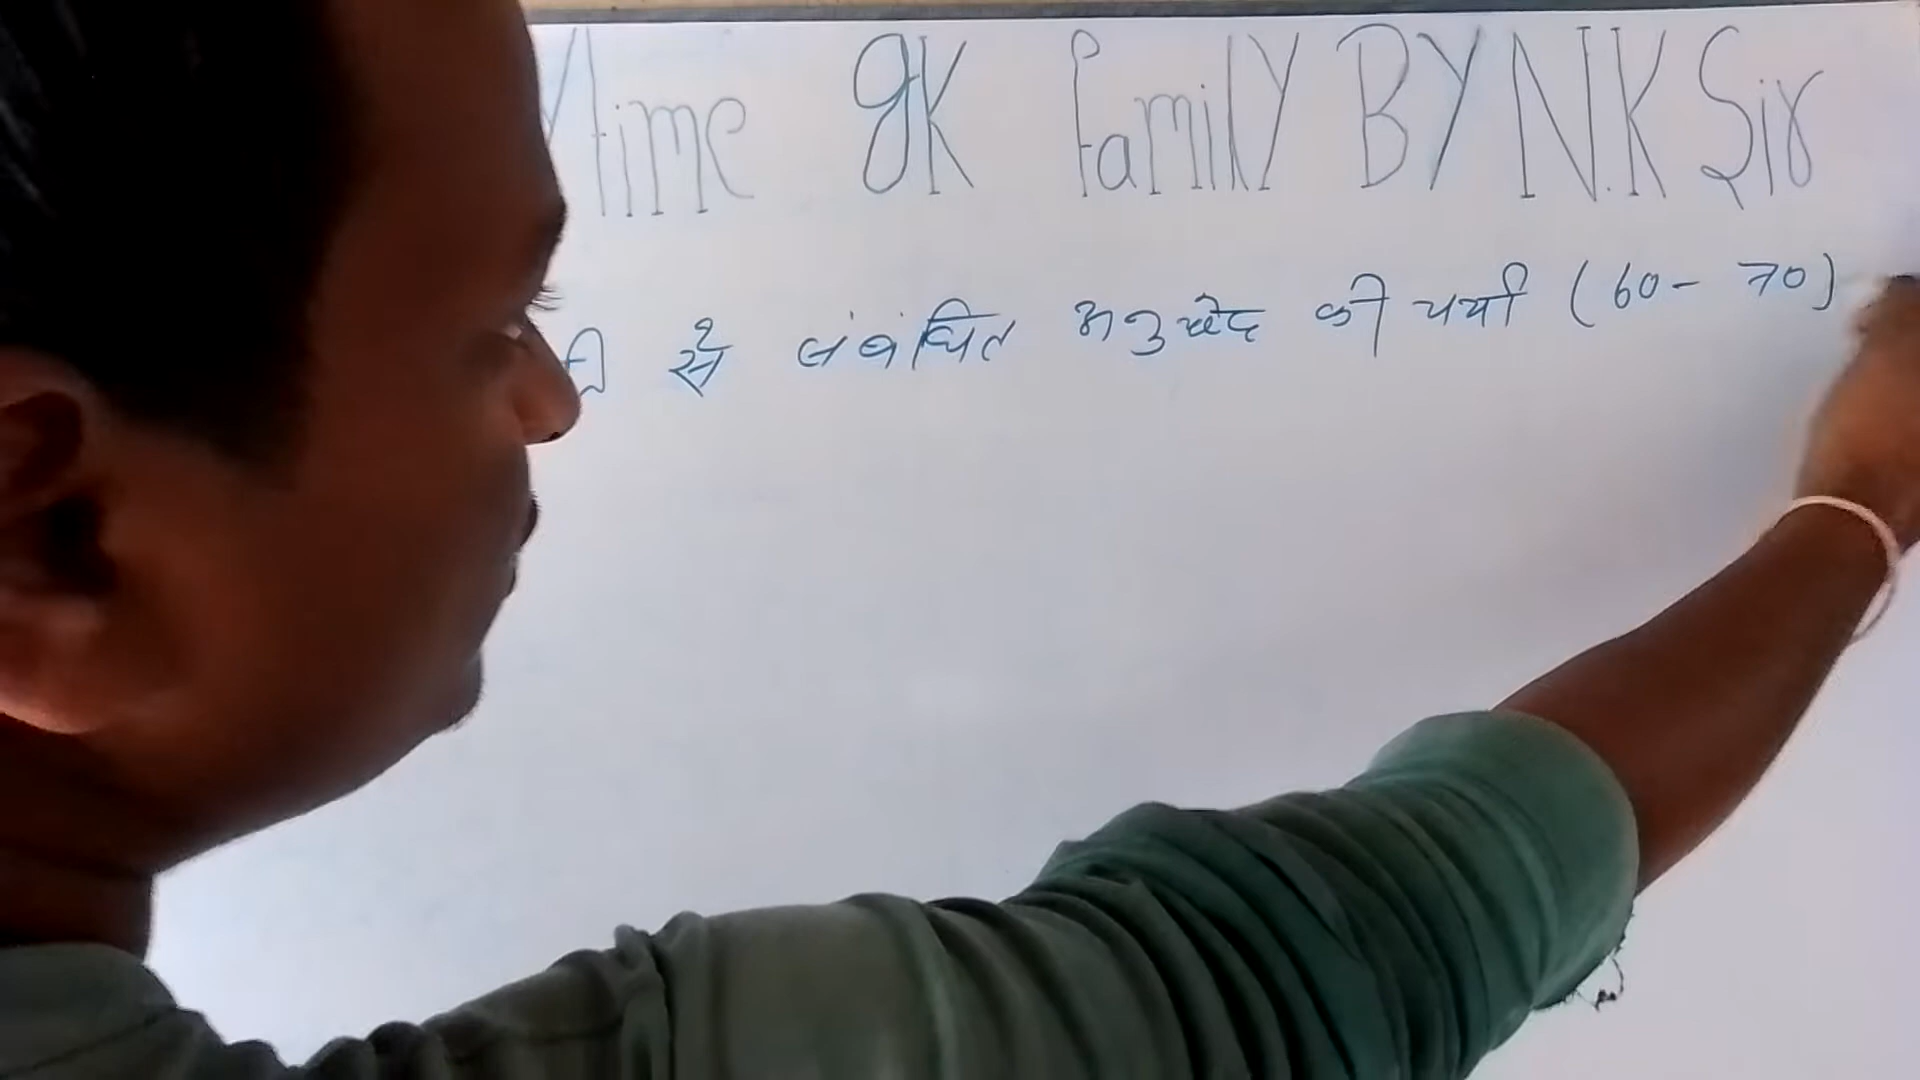 time gK Family BY N.K Sir
से संबंधित अनुच्छेद की चर्चा (60- 70)